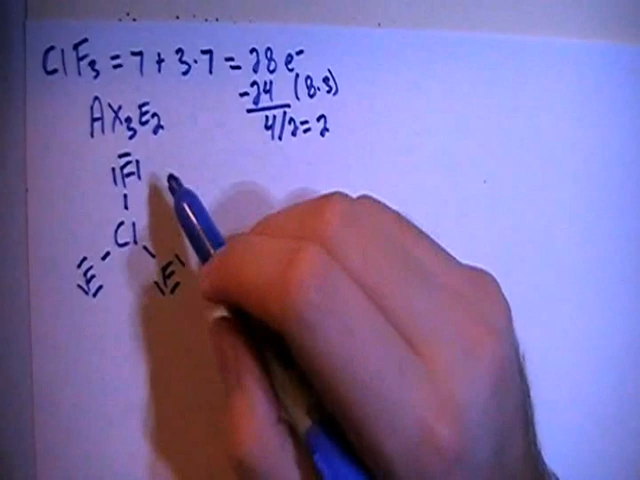 ClF₃ = 7 + 3·7 = 28 e⁻
-24 (8·3)
AX₃E₂
4/2 = 2
F
Cl
F F